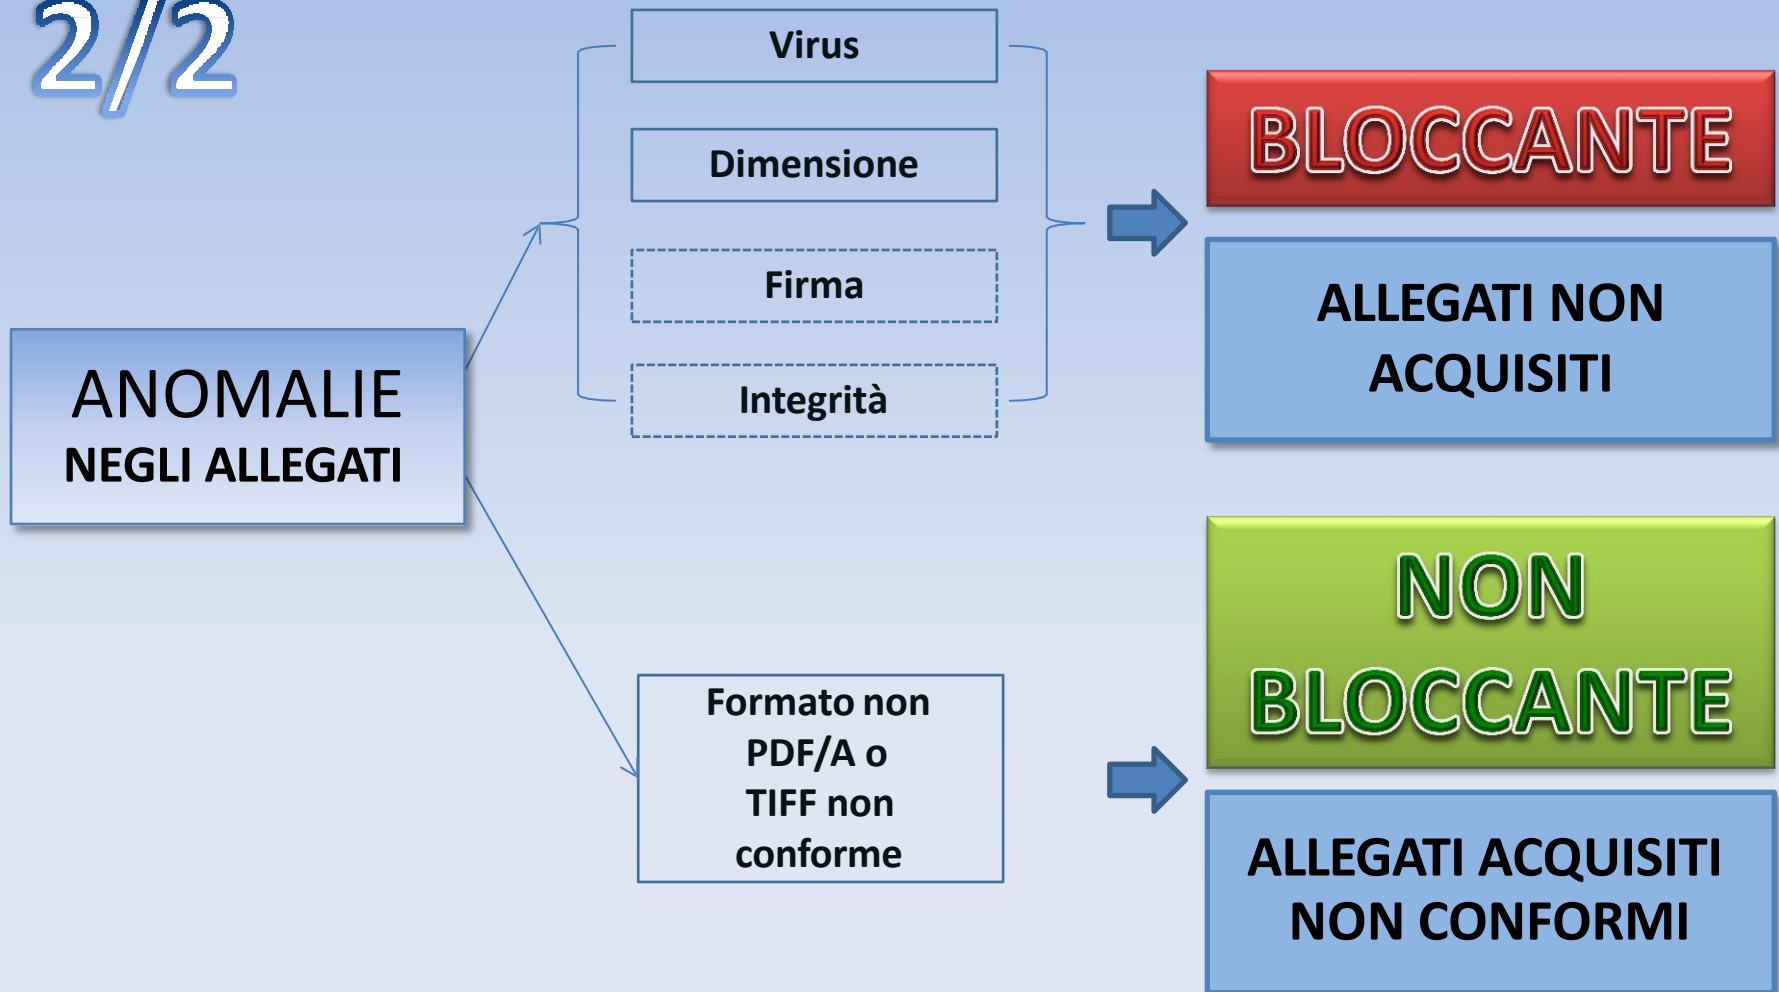 2/2
ANOMALIE
NEGLI ALLEGATI
Virus
Dimensione
Firma
Integrità
BLOCCANTE
ALLEGATI NON
ACQUISITI
Formato non
PDF/A o
TIFF non
conforme
NON
BLOCCANTE
ALLEGATI ACQUISITI
NON CONFORMI